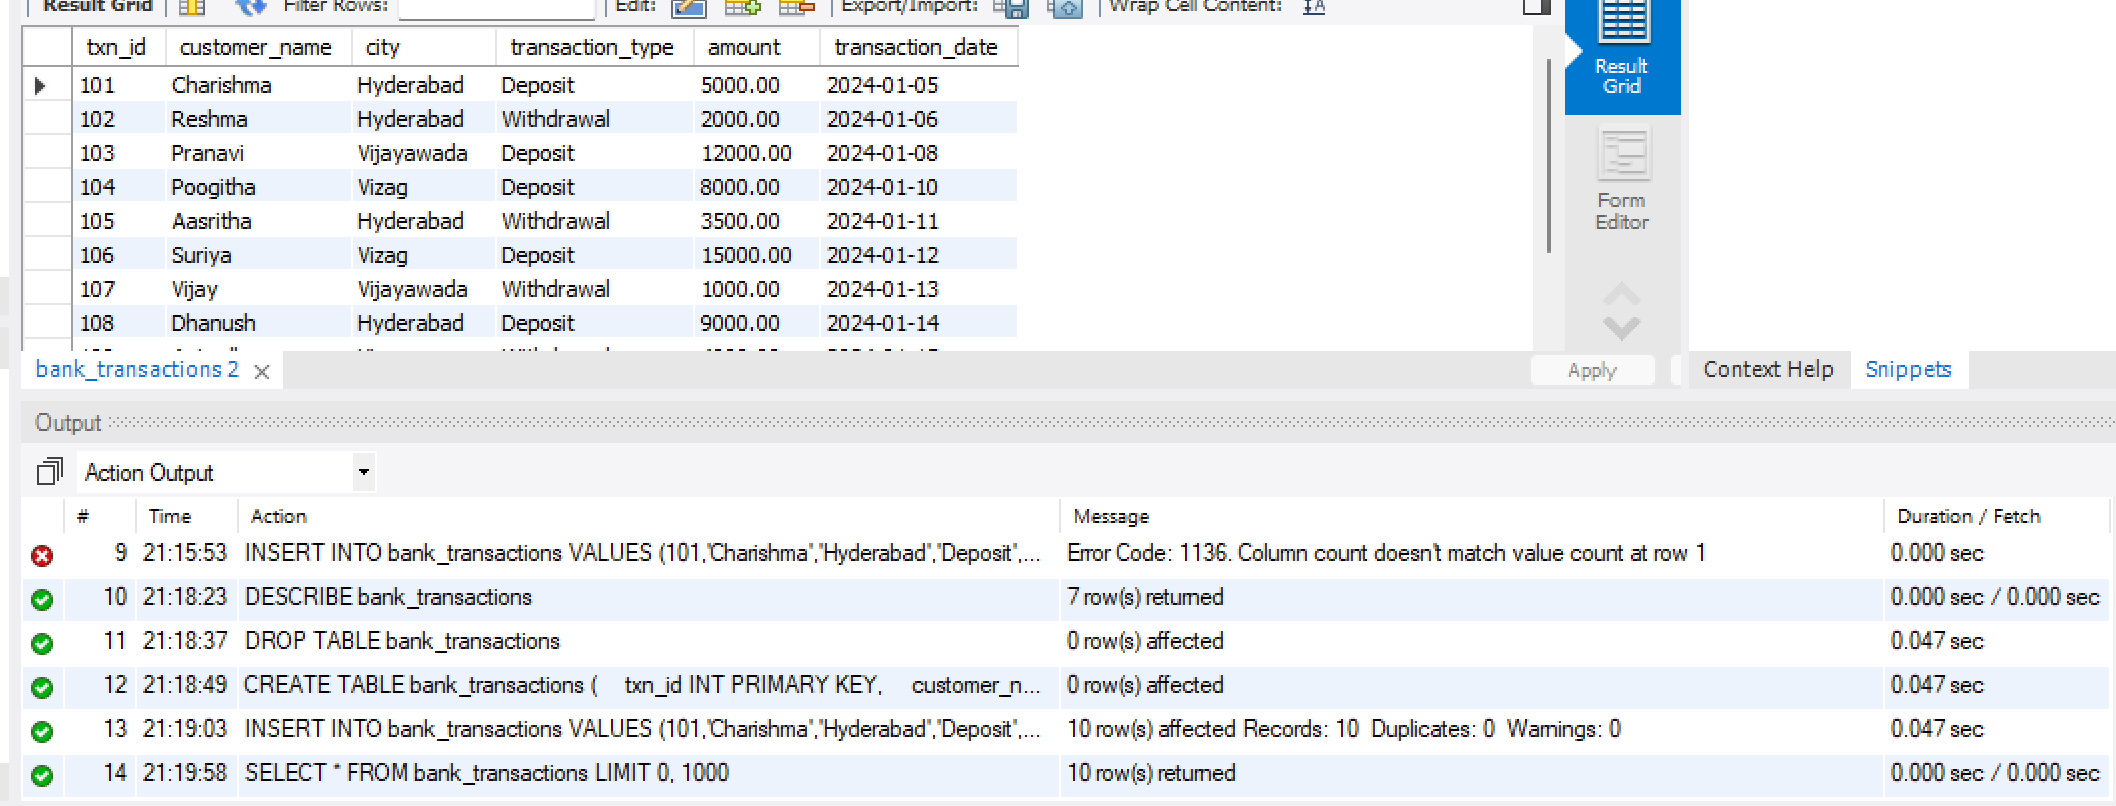 Result Grid Filter Rows: Edit: Export/Import: Wrap Cell Content:
txn_id customer_name city transaction_type amount transaction_date
101 Charishma Hyderabad Deposit 5000.00 2024-01-05
102 Reshma Hyderabad Withdrawal 2000.00 2024-01-06
103 Pranavi Vijayawada Deposit 12000.00 2024-01-08
104 Poogitha Vizag Deposit 8000.00 2024-01-10
105 Aasritha Hyderabad Withdrawal 3500.00 2024-01-11
106 Suriya Vizag Deposit 15000.00 2024-01-12
107 Vijay Vijayawada Withdrawal 1000.00 2024-01-13
108 Dhanush Hyderabad Deposit 9000.00 2024-01-14
Result
Grid
Form
Editor
bank_transactions 2
Apply
Context Help Snippets
Output
Action Output
# Time Action Message Duration / Fetch
9 21:15:53 INSERT INTO bank_transactions VALUES (101,'Charishma','Hyderabad','Deposit',... Error Code: 1136. Column count doesn't match value count at row 1 0.000 sec
10 21:18:23 DESCRIBE bank_transactions 7 row(s) returned 0.000 sec / 0.000 sec
11 21:18:37 DROP TABLE bank_transactions 0 row(s) affected 0.047 sec
12 21:18:49 CREATE TABLE bank_transactions ( txn_id INT PRIMARY KEY, customer_n... 0 row(s) affected 0.047 sec
13 21:19:03 INSERT INTO bank_transactions VALUES (101,'Charishma','Hyderabad','Deposit',... 10 row(s) affected Records: 10 Duplicates: 0 Warnings: 0 0.047 sec
14 21:19:58 SELECT * FROM bank_transactions LIMIT 0, 1000 10 row(s) returned 0.000 sec / 0.000 sec